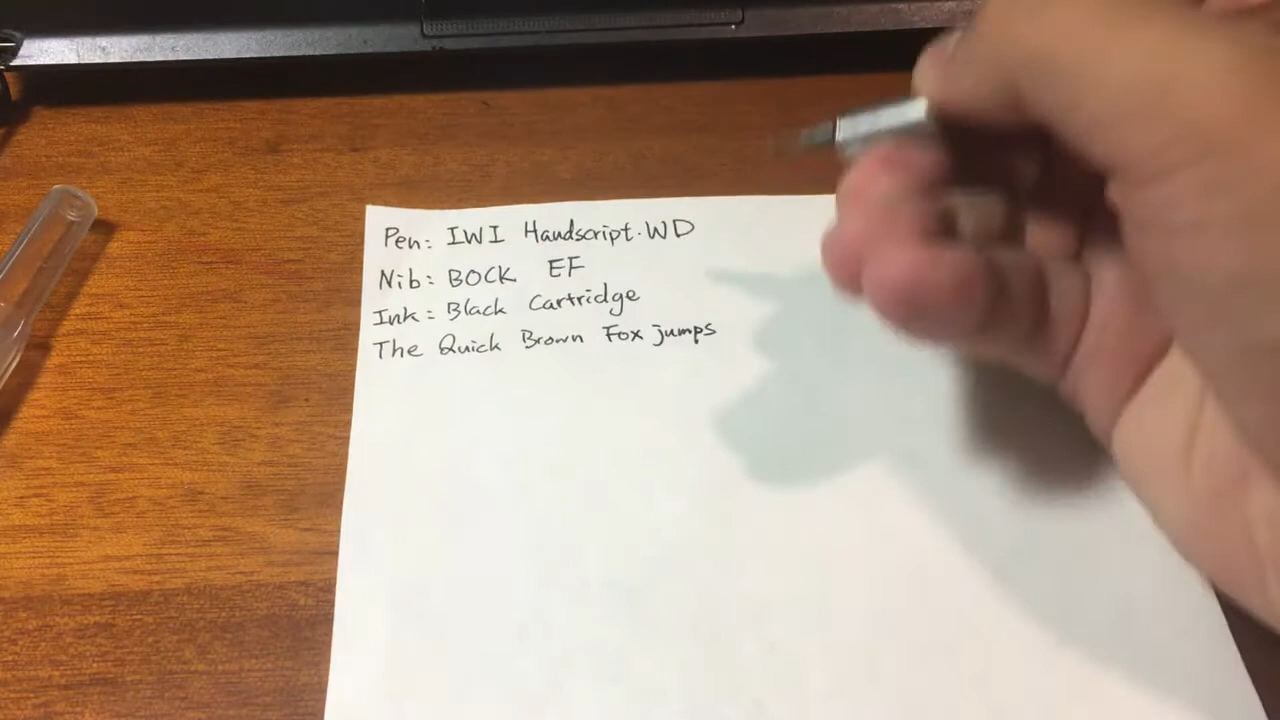 Pen: IWI Handscript.WD
Nib: BOCK EF
Ink: Black Cartridge
The Quick Brown Fox jumps